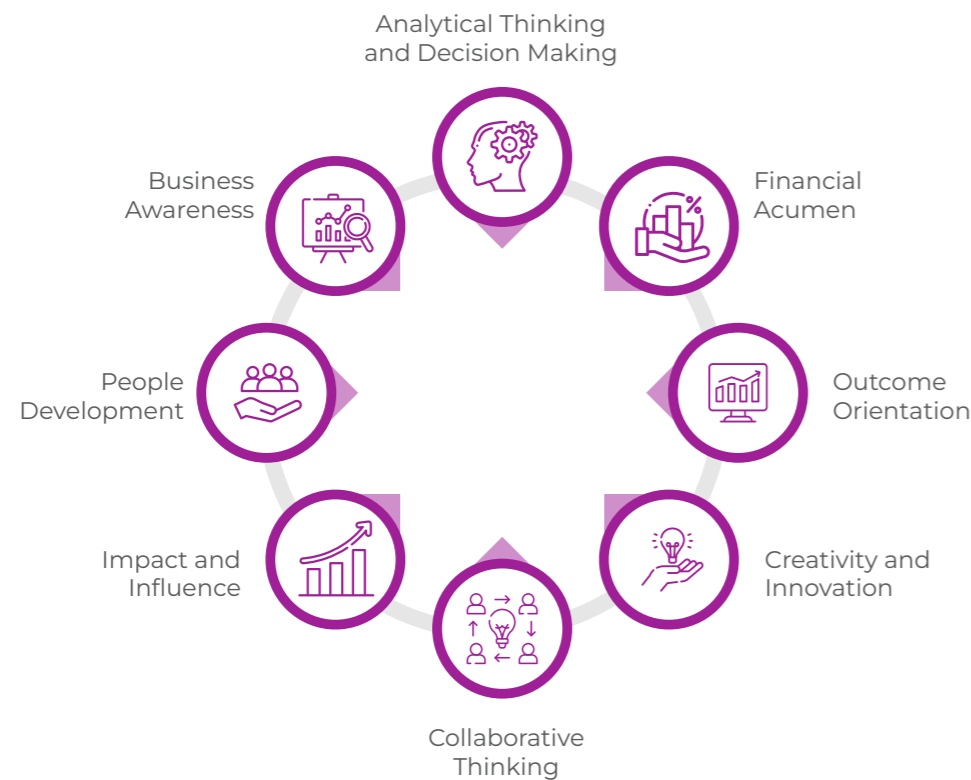 Analytical Thinking
and Decision Making
Business
Awareness
Financial
Acumen
%
People
Development
Outcome
Orientation
Impact and
Influence
Creativity and
Innovation
Collaborative
Thinking